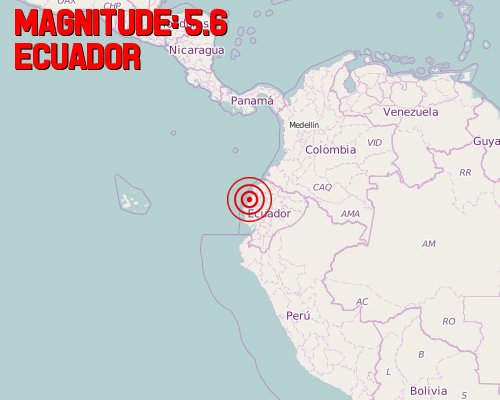 MAGNITUDE: 5.6
ECUADOR
OAX
CHP
Honduras
Nicaragua
Panamá
Medellín
Venezuela
Guya
Colombia
VID
RR
CAQ
Ecuador
AMA
AM
AC
Perú
RO
B
L
Bolivia